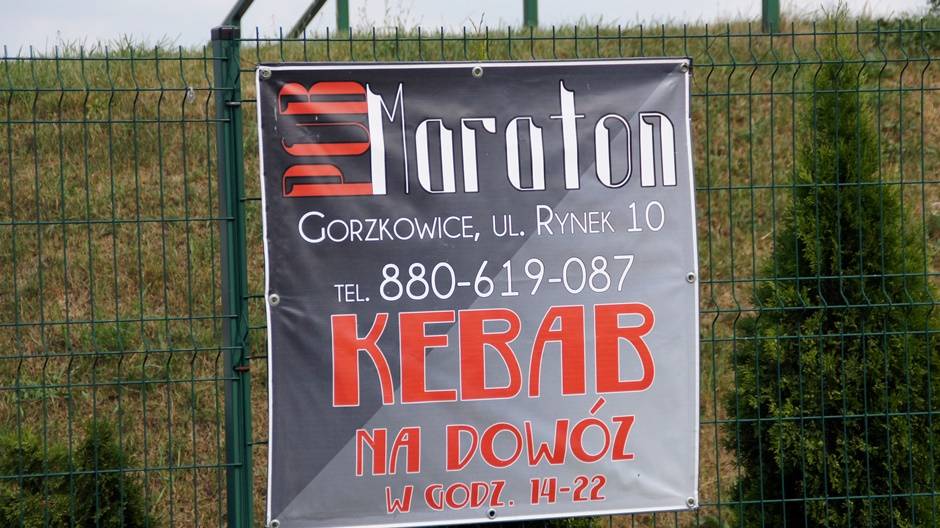 PUB Maraton
Gorzkowice, ul. Rynek 10
tel. 880-619-087
KEBAB
NA DOWÓZ
W GODZ. 14-22